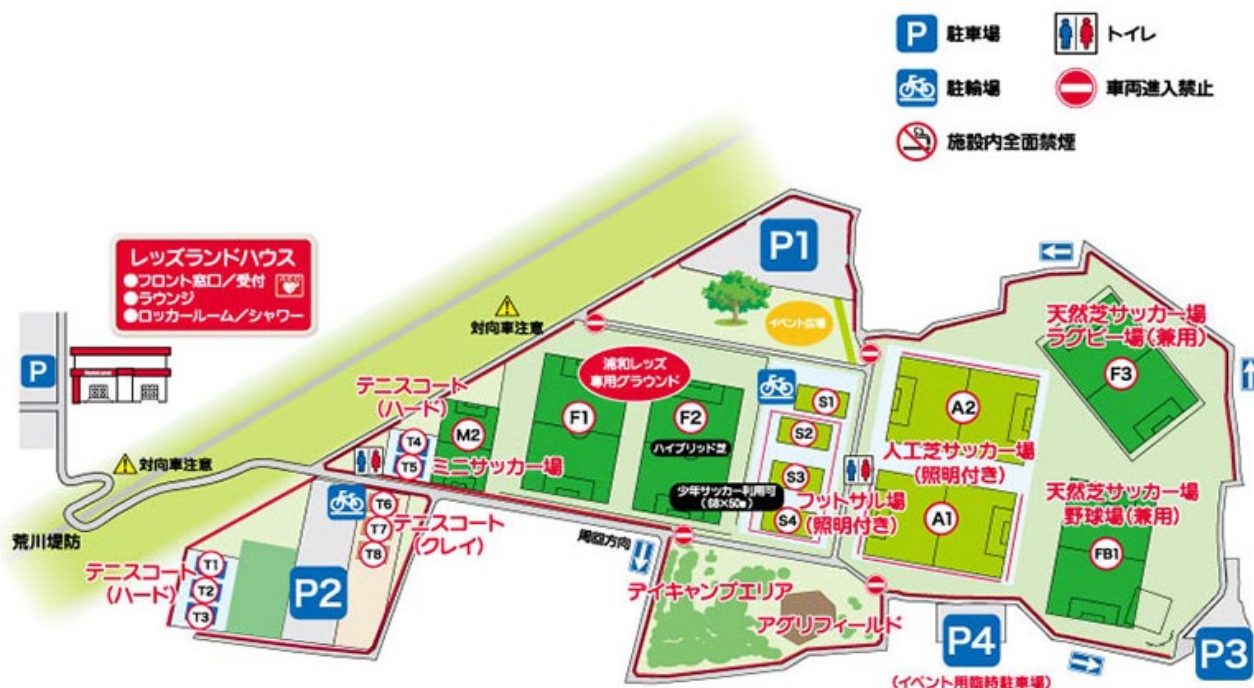 P 駐車場
トイレ
駐輪場
車両進入禁止
施設内全面禁煙
レッズランドハウス
●フロント窓口/受付
AED
●ラウンジ
●ロッカールーム/シャワー
P
対向車注意
対向車注意
荒川堤防
P1
イベント広場
浦和レッズ
専用グラウンド
テニスコート
(ハード)
T4
T5
M2
ミニサッカー場
F1
F2
ハイブリッド芝
少年サッカー利用可
(68×50m)
S1
S2
S3
S4
フットサル場
(照明付き)
A2
人工芝サッカー場
(照明付き)
A1
天然芝サッカー場
ラグビー場(兼用)
F3
天然芝サッカー場
野球場(兼用)
FB1
T6
T7
T8
テニスコート
(クレイ)
テニスコート
(ハード)
T1
T2
T3
P2
周回方向
デイキャンプエリア
アグリフィールド
P4
(イベント用臨時駐車場)
P3